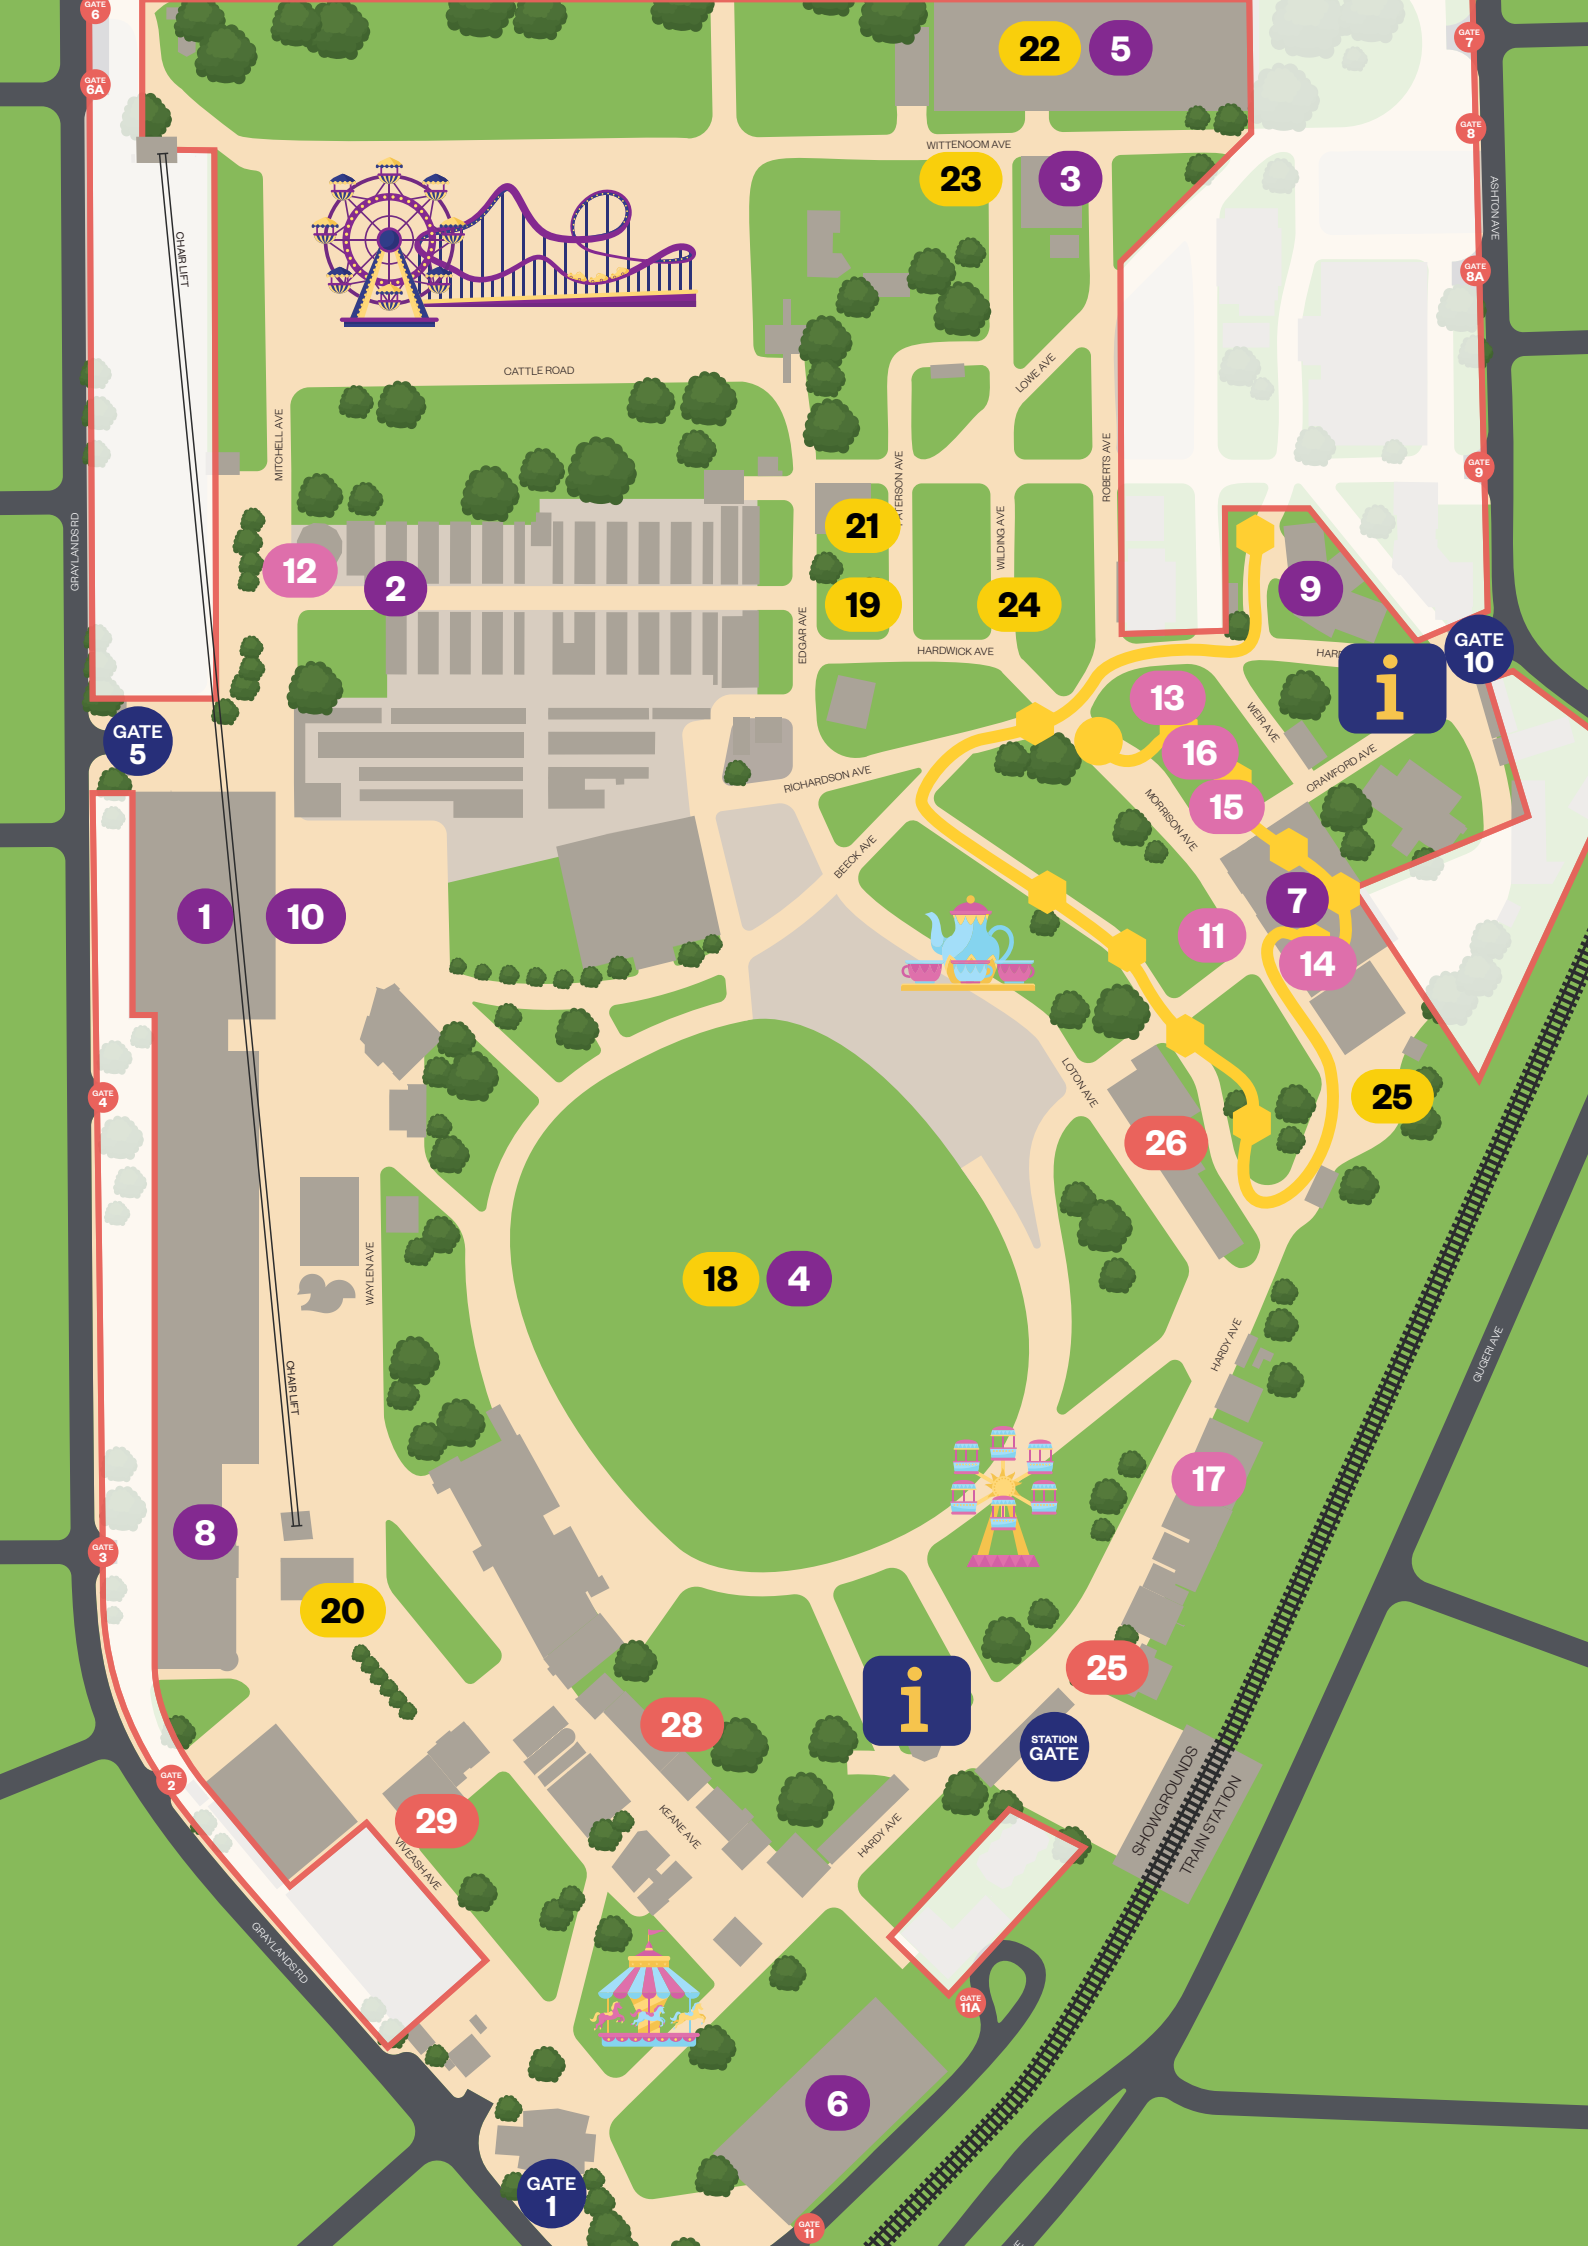 GATE
6
GATE
6A
22
5
GATE
7
GATE
8
WITTENOOM AVE
23
3
ASHTON AVE
CHAIR LIFT
GATE
8A
CATTLE ROAD
LOWE AVE
MITCHELL AVE
ROBERTS AVE
GATE
9
21
WILDING AVE
GRAYLANDS RD
12
2
19
24
9
EDGAR AVE
HARDWICK AVE
GATE
10
i
13
WEIR AVE
GATE
5
16
CRAWFORD AVE
RICHARDSON AVE
15
MORRISON AVE
BEECK AVE
1
10
7
11
14
LOTON AVE
GATE
4
25
26
WAYLEN AVE
18
4
HARDY AVE
GUGERI AVE
CHAIR LIFT
17
8
GATE
3
20
25
i
28
STATION
GATE
GATE
2
SHOWGROUNDS
TRAIN STATION
29
KEANE AVE
HARDY AVE
VIVEASH AVE
GRAYLANDS RD
GATE
11A
6
GATE
1
GATE
11